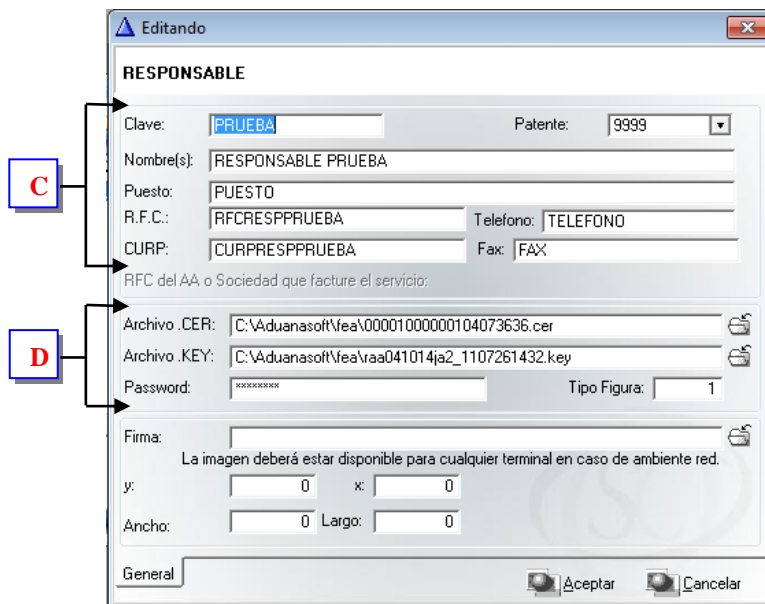 Editando
RESPONSABLE
Clave: PRUEBA Patente: 9999
C
Nombre(s): RESPONSABLE PRUEBA
Puesto: PUESTO
R.F.C.: RFCRESPPRUEBA Telefono: TELEFONO
CURP: CURPRESPPRUEBA Fax: FAX
RFC del AA o Sociedad que facture el servicio:
Archivo .CER: C:\Aduanasoft\fea\00001000000104073636.cer
D
Archivo .KEY: C:\Aduanasoft\fea\raa041014ja2_1107261432.key
Password: ******** Tipo Figura: 1
Firma:
La imagen deberá estar disponible para cualquier terminal en caso de ambiente red.
y: 0 x: 0
Ancho: 0 Largo: 0
General Aceptar Cancelar